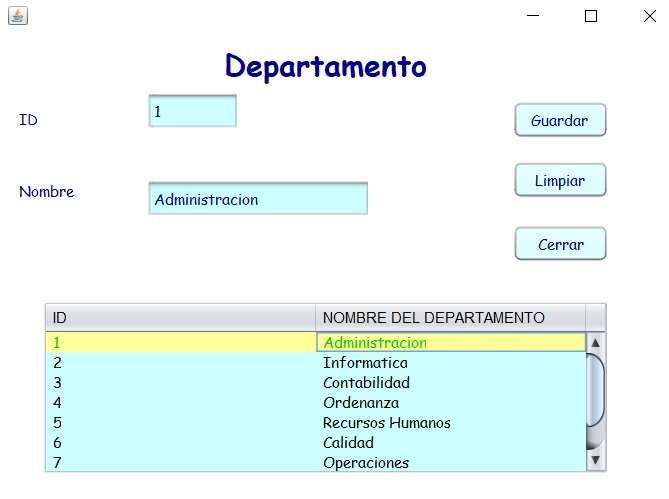 Departamento
ID
1
Guardar
Limpiar
Nombre
Administracion
Cerrar
ID NOMBRE DEL DEPARTAMENTO
1 Administracion
2 Informatica
3 Contabilidad
4 Ordenanza
5 Recursos Humanos
6 Calidad
7 Operaciones